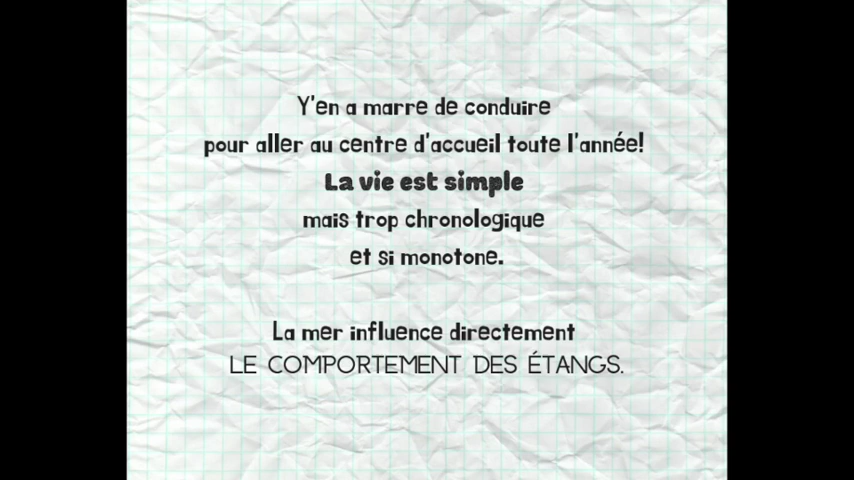 Y'en a marre de conduire
pour aller au centre d'accueil toute l'année!
La vie est simple
mais trop chronologique
et si monotone.
La mer influence directement
LE COMPORTEMENT DES ÉTANGS.